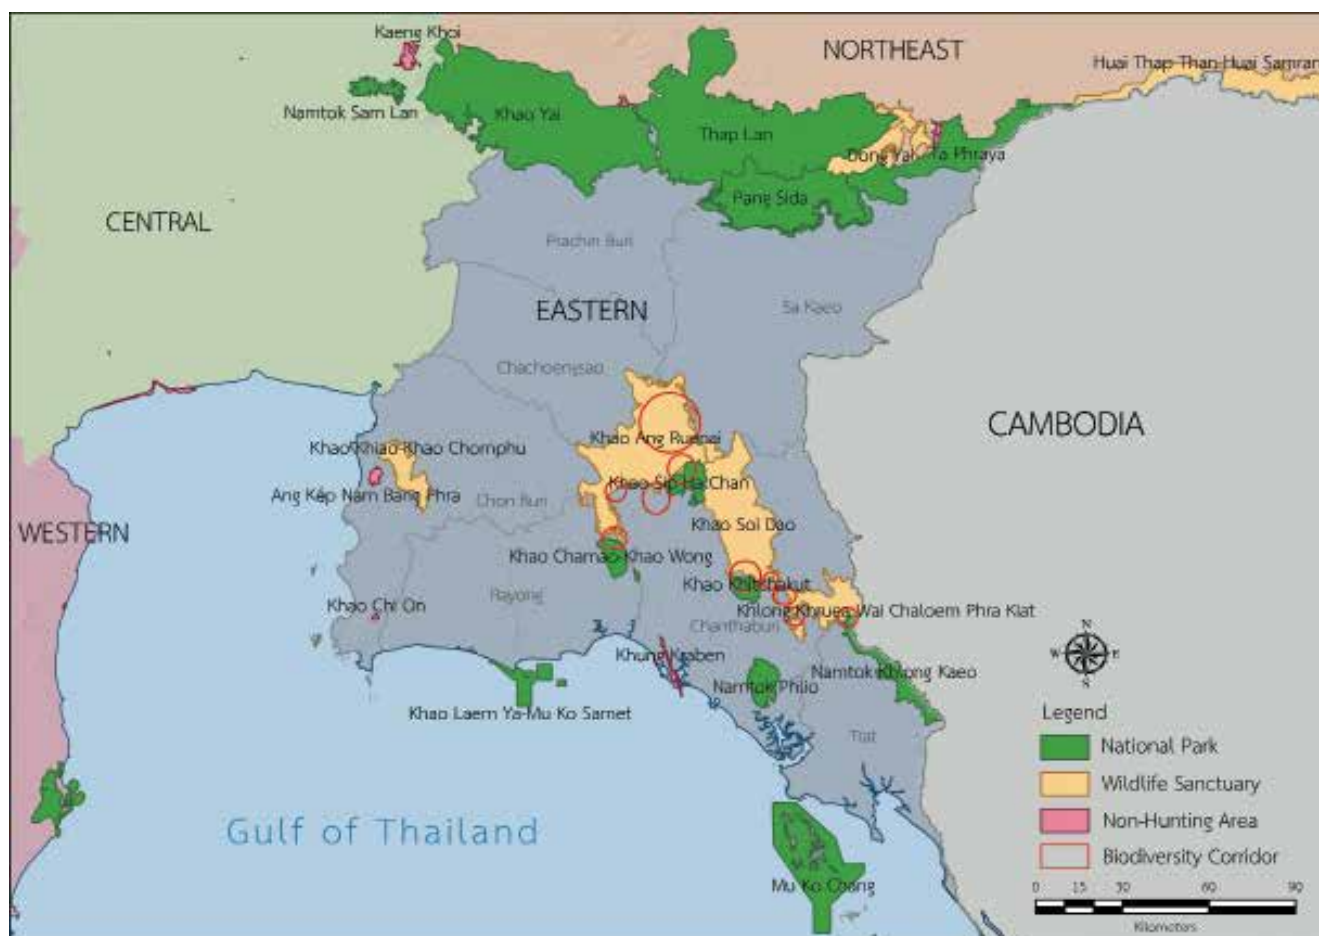 Kaeng Khoi
NORTHEAST
Huai Thap Than-Huai Samran
Namtok Sam Lan
Khao Yai
Thap Lan
Dong Yai
Ta Phraya
Pang Sida
CENTRAL
Prachin Buri
EASTERN
Sa Kaeo
Chachoengsao
CAMBODIA
Khao Khiao-Khao Chomphu
Khao Ang Ruenai
Ang Kep Nam Bang Phra
Chon Buri
Khao Sip Ha Chan
WESTERN
Khao Soi Dao
Khao Chamao-Khao Wong
Khao Khitchakut
Khao Chi On
Rayong
Khlong Khruea Wai Chaloem Phra Kiat
Chanthaburi
N
W
E
S
Khung Kraben
Namtok Khlong Kaeo
Namtok Philo
Khao Laem Ya-Mu Ko Samet
Trat
Legend
National Park
Wildlife Sanctuary
Non-Hunting Area
Biodiversity Corridor
Gulf of Thailand
Mu Ko Chang
0 15 30 60 90
Kilometers